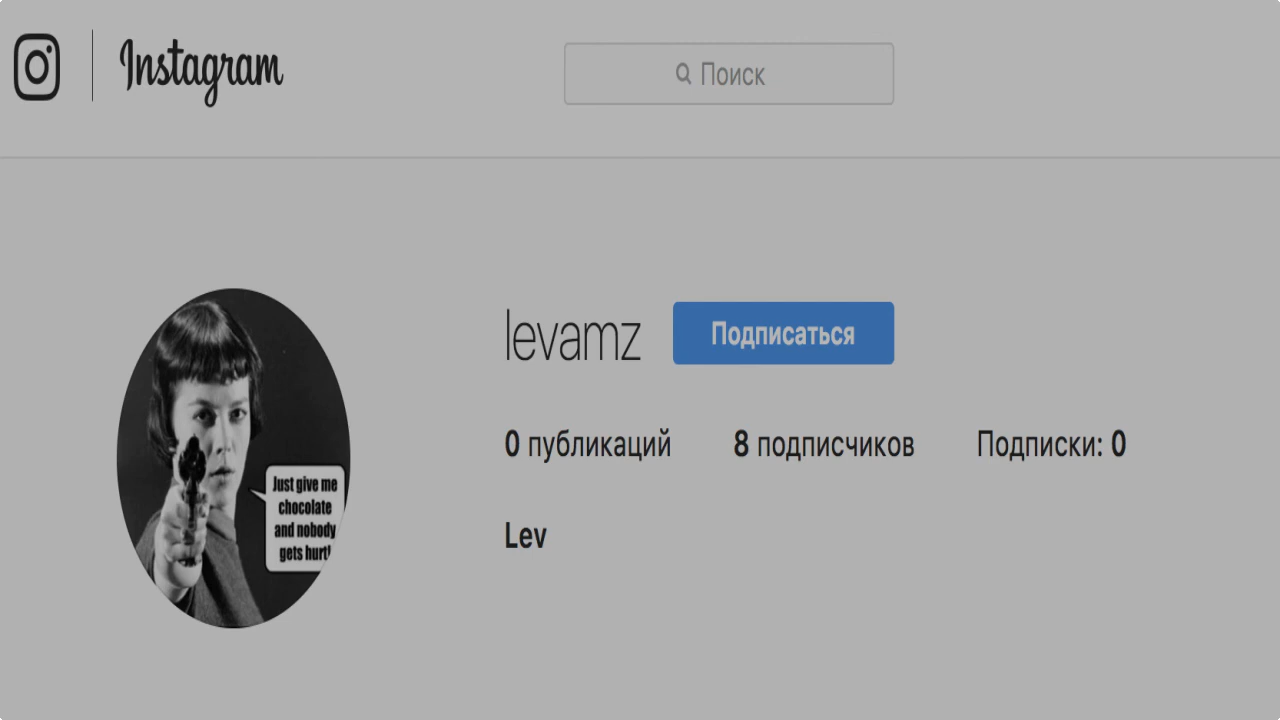 Instagram
Поиск
levamz
Подписаться
0 публикаций 8 подписчиков Подписки: 0
Just give me
chocolate
and nobody
gets hurt!
Lev